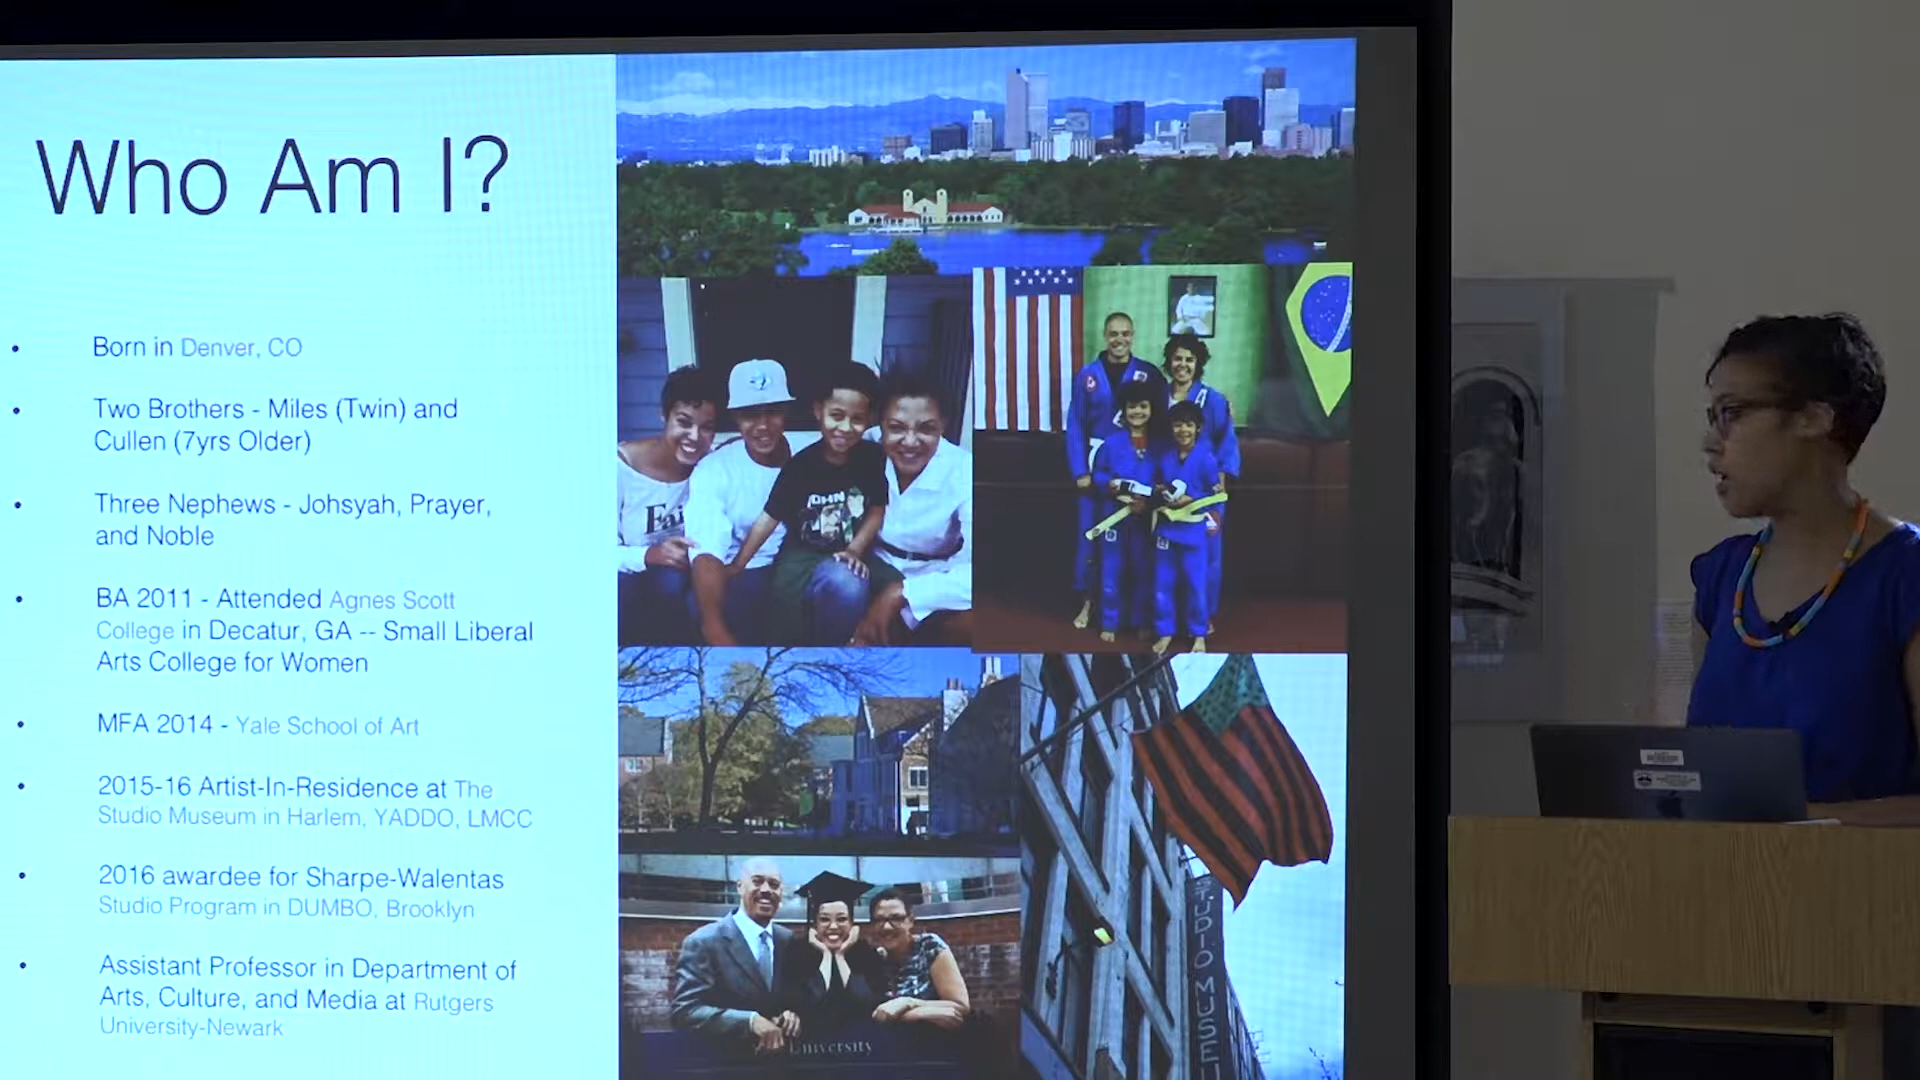 Who Am I?
• Born in Denver, CO
• Two Brothers - Miles (Twin) and
Cullen (7yrs Older)
• Three Nephews - Johsyah, Prayer,
and Noble
• BA 2011 - Attended Agnes Scott
College in Decatur, GA -- Small Liberal
Arts College for Women
• MFA 2014 - Yale School of Art
• 2015-16 Artist-In-Residence at The
Studio Museum in Harlem, YADDO, LMCC
• 2016 awardee for Sharpe-Walentas
Studio Program in DUMBO, Brooklyn
• Assistant Professor in Department of
Arts, Culture, and Media at Rutgers
University-Newark
University
STUDIO MUSEU